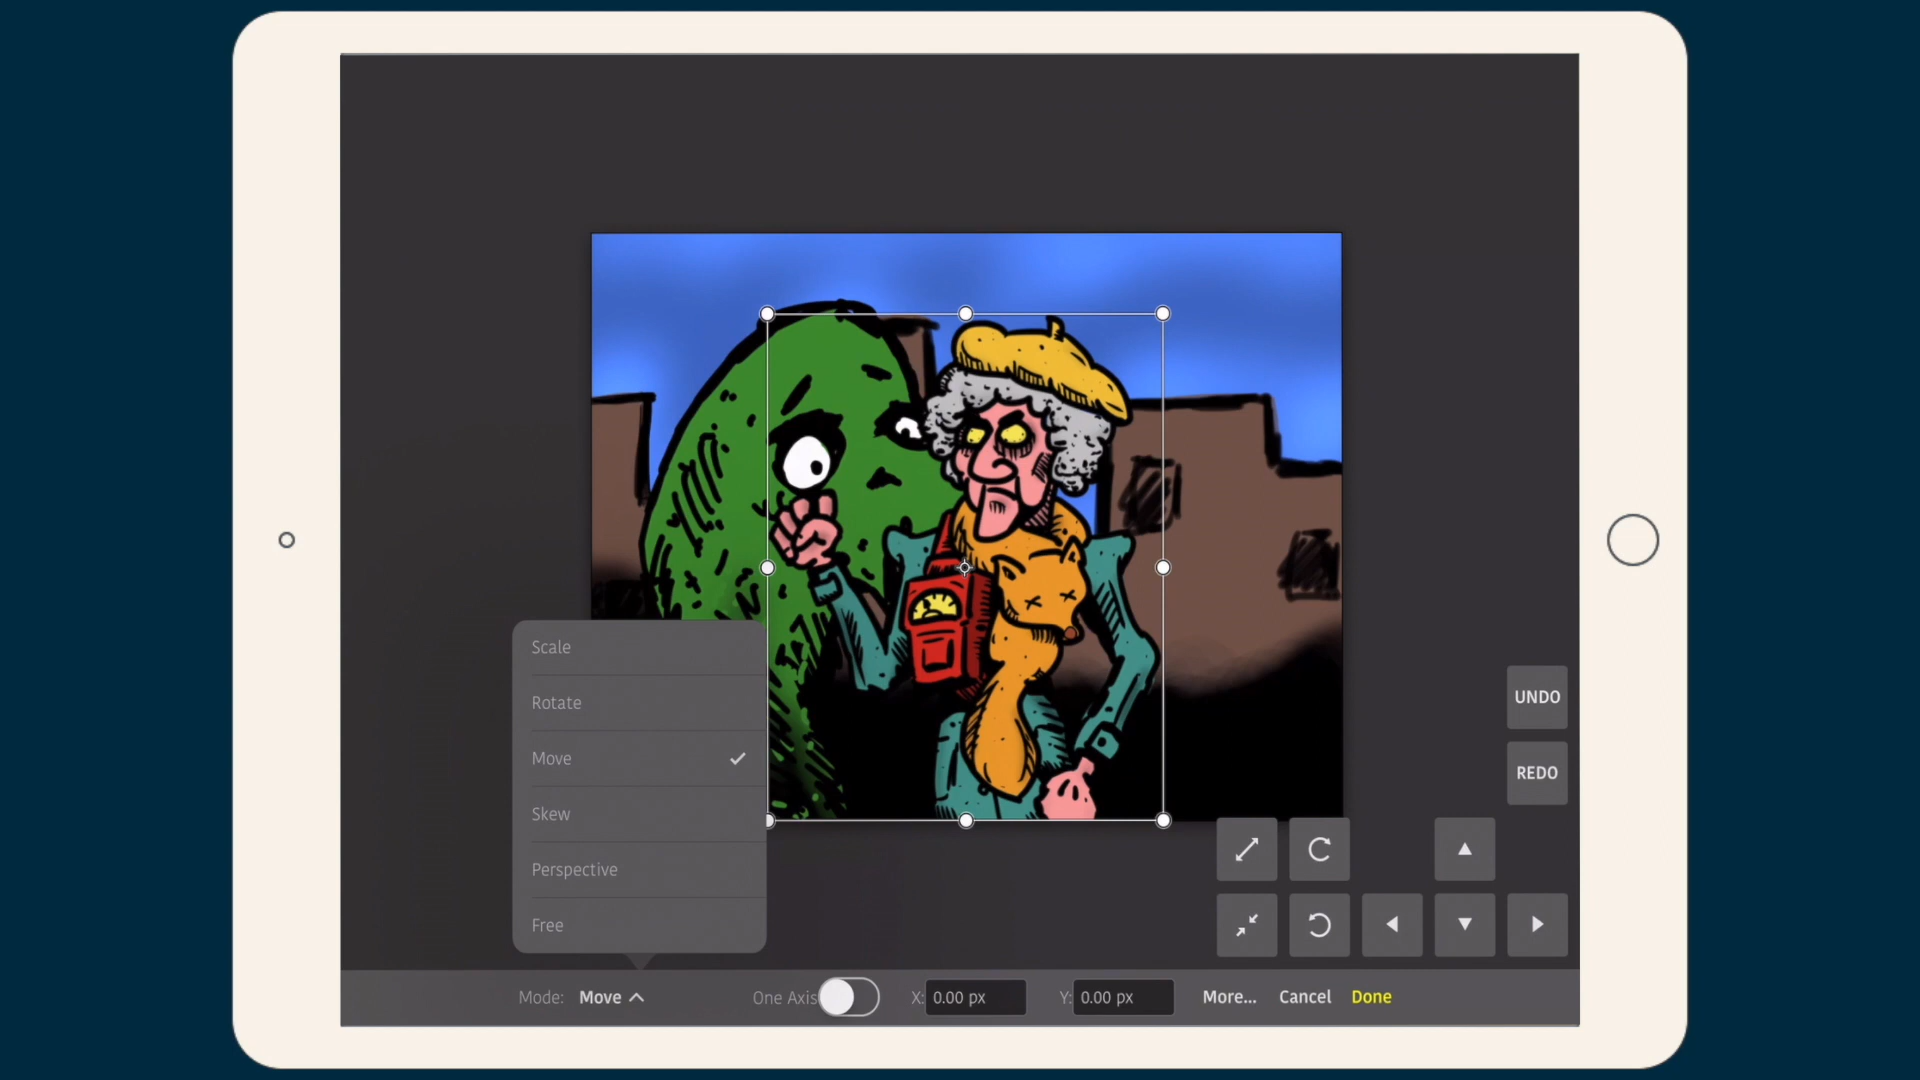 Scale
Rotate
Move
Skew
Perspective
Free
UNDO
REDO
Mode: Move One Axis X: 0.00 px Y: 0.00 px More... Cancel Done